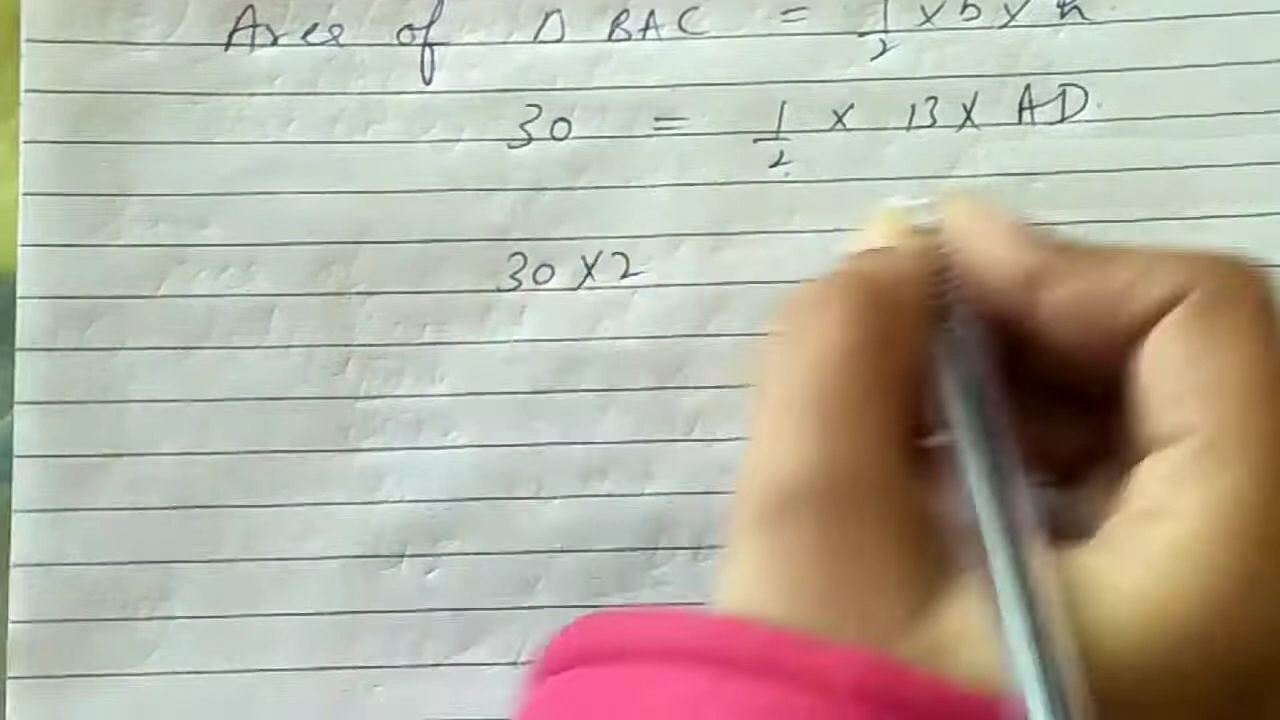 Area of Δ BAC = 1/2 x b x h
30 = 1/2 x 13 x AD
30 x 2